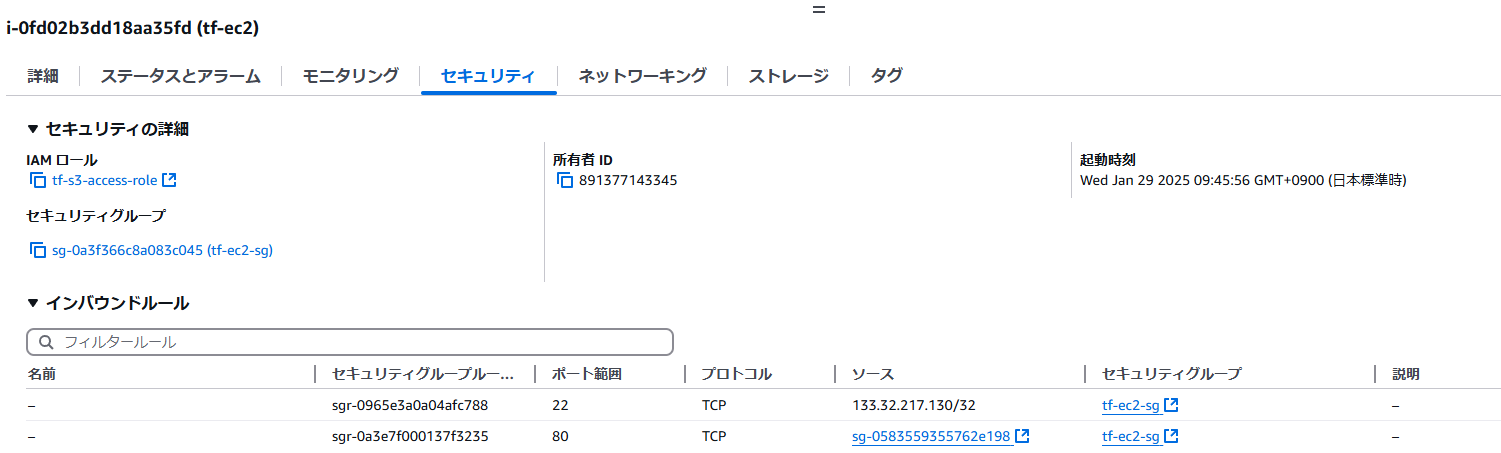 i-0fd02b3dd18aa35fd (tf-ec2)
詳細 ステータスとアラーム モニタリング セキュリティ ネットワーキング ストレージ タグ
▼ セキュリティの詳細
IAM ロール
tf-s3-access-role
所有者 ID
891377143345
起動時刻
Wed Jan 29 2025 09:45:56 GMT+0900 (日本標準時)
セキュリティグループ
sg-0a3f366c8a083c045 (tf-ec2-sg)
▼ インバウンドルール
フィルタールール
名前 セキュリティグループルー... ポート範囲 プロトコル ソース セキュリティグループ 説明
– sgr-0965e3a0a04afc788 22 TCP 133.32.217.130/32 tf-ec2-sg –
– sgr-0a3e7f000137f3235 80 TCP sg-0583559355762e198 tf-ec2-sg –